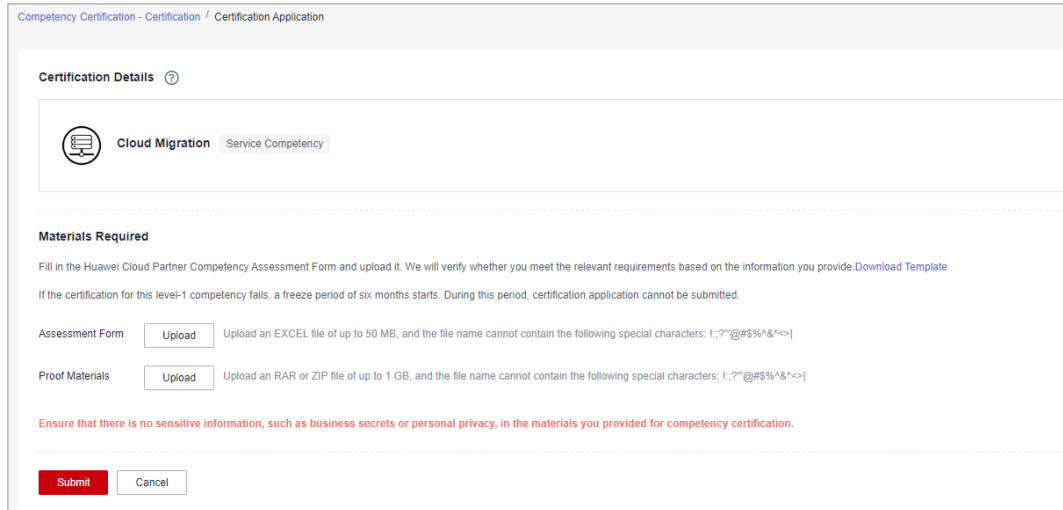 Competency Certification - Certification / Certification Application
Certification Details ?
Cloud Migration Service Competency
Materials Required
Fill in the Huawei Cloud Partner Competency Assessment Form and upload it. We will verify whether you meet the relevant requirements based on the information you provide.Download Template
If the certification for this level-1 competency fails, a freeze period of six months starts. During this period, certification application cannot be submitted.
Assessment Form Upload Upload an EXCEL file of up to 50 MB, and the file name cannot contain the following special characters: !:;?'"@#$%^&*<>|
Proof Materials Upload Upload an RAR or ZIP file of up to 1 GB, and the file name cannot contain the following special characters: !:;?'"@#$%^&*<>|
Ensure that there is no sensitive information, such as business secrets or personal privacy, in the materials you provided for competency certification.
Submit Cancel